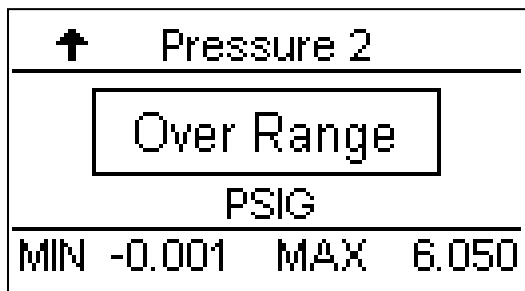 ↑ Pressure 2
Over Range
PSIG
MIN -0.001 MAX 6.050